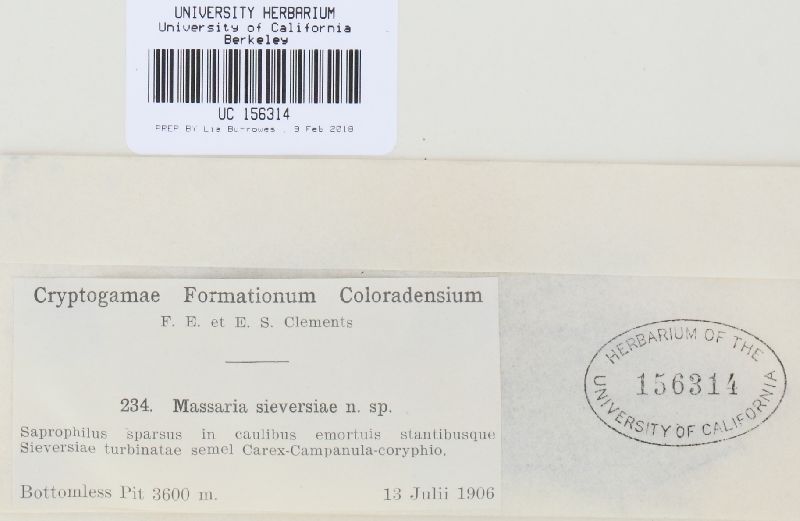 UNIVERSITY HERBARIUM
University of California
Berkeley
UC 156314
PREP BY Lia Burrowes , 9 Feb 2018
Cryptogamae Formationum Coloradensium
F. E. et E. S. Clements
234. Massaria sieversiae n. sp.
Saprophilus sparsus in caulibus emortuis stantibusque
Sieversiae turbinatae semel Carex-Campanula-coryphio.
Bottomless Pit 3600 m. 13 Julii 1906
HERBARIUM OF THE
156314
UNIVERSITY OF CALIFORNIA